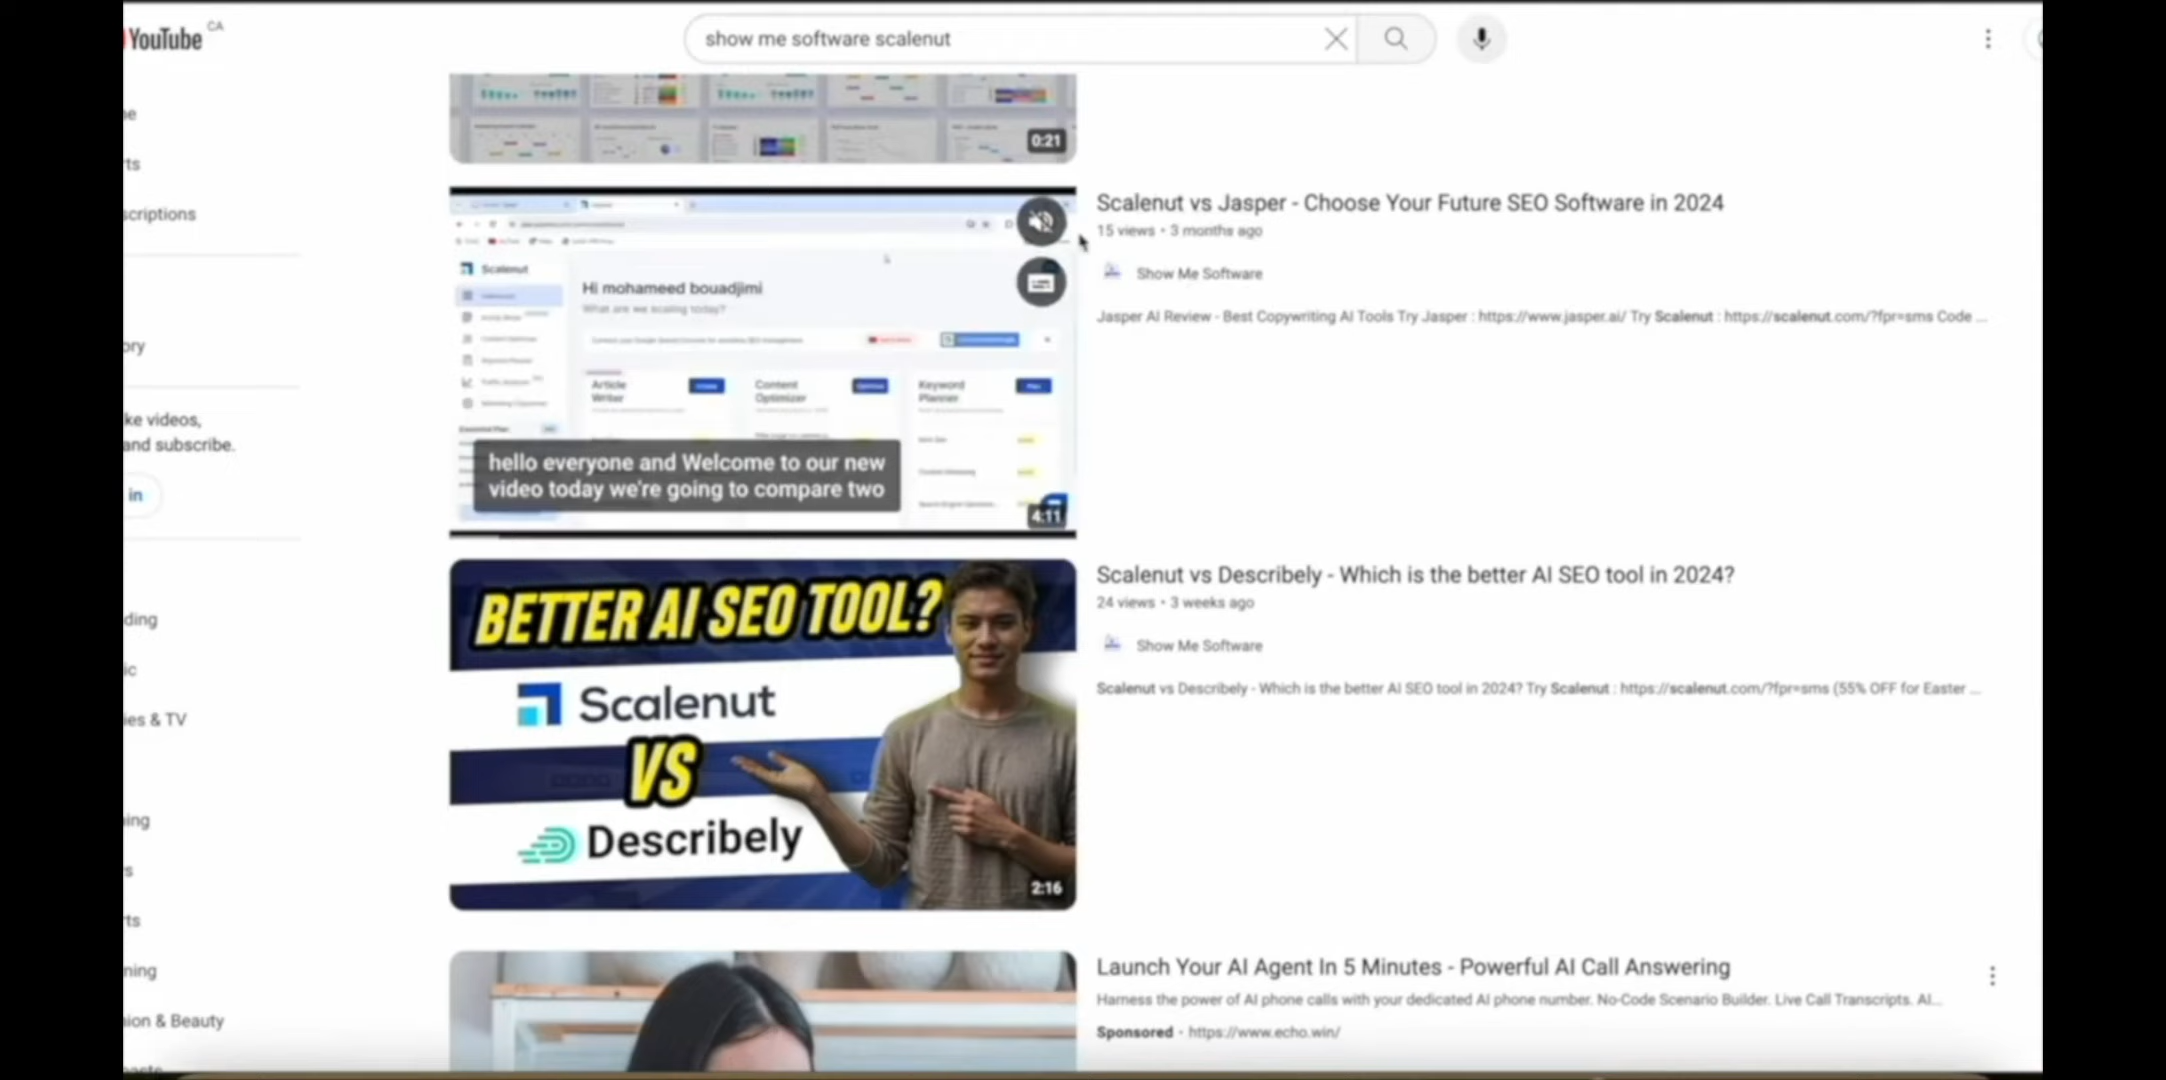 YouTube CA
show me software scalenut
e
rts
scriptions
ory
ke videos,
and subscribe.
in
ding
ic
ies & TV
ing
s
rts
ning
ion & Beauty
0:21
Scalenut
Hi mohameed bouadjimi
What are we scaling today?
Article
Writer
Content
Optimizer
Keyword
Planner
hello everyone and Welcome to our new
video today we're going to compare two
4:11
Scalenut vs Jasper - Choose Your Future SEO Software in 2024
15 views • 3 months ago
Show Me Software
Jasper AI Review - Best Copywriting AI Tools Try Jasper : https://www.jasper.ai/ Try Scalenut : https://scalenut.com/?fpr=sms Code ...
BETTER AI SEO TOOL?
Scalenut
VS
Describely
2:16
Scalenut vs Describely - Which is the better AI SEO tool in 2024?
24 views • 3 weeks ago
Show Me Software
Scalenut vs Describely - Which is the better AI SEO tool in 2024? Try Scalenut : https://scalenut.com/?fpr=sms (55% OFF for Easter ...
Launch Your AI Agent In 5 Minutes - Powerful AI Call Answering
Harness the power of AI phone calls with your dedicated AI phone number. No-Code Scenario Builder. Live Call Transcripts. AI...
Sponsored · https://www.echo.win/